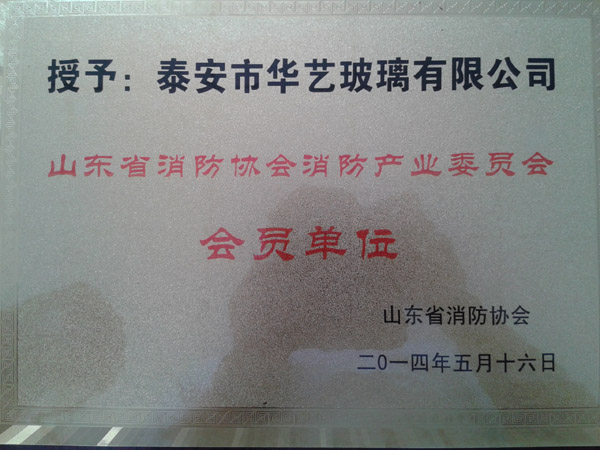 授予：泰安市华艺玻璃有限公司
山东省消防协会消防产业委员会
会员单位
山东省消防协会
二0一四年五月十六日